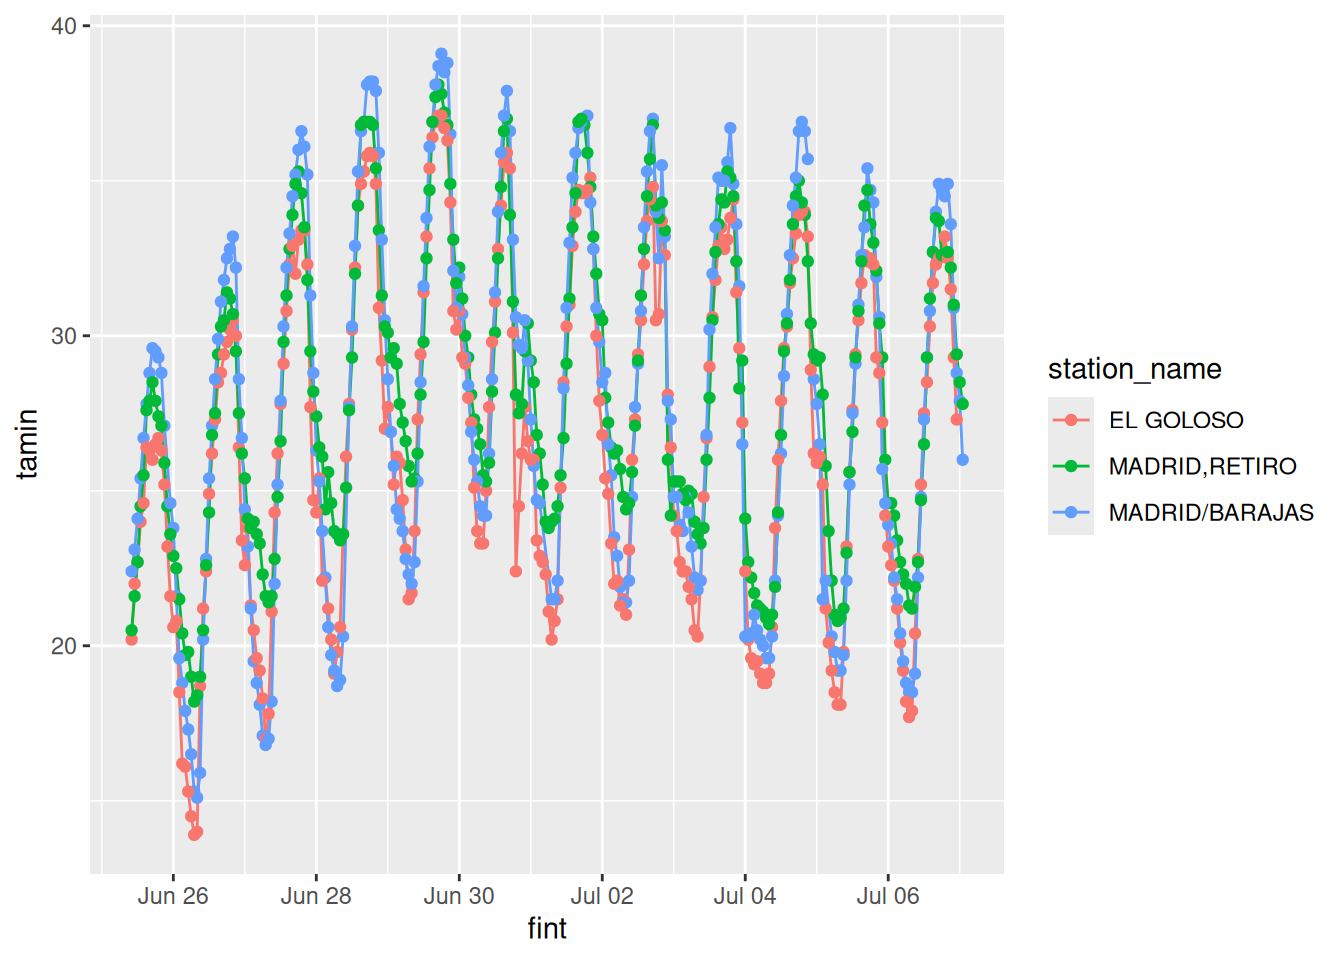 40
30
20
tamin
Jun 26 Jun 28 Jun 30 Jul 02 Jul 04 Jul 06
fint
station_name
EL GOLOSO
MADRID,RETIRO
MADRID/BARAJAS